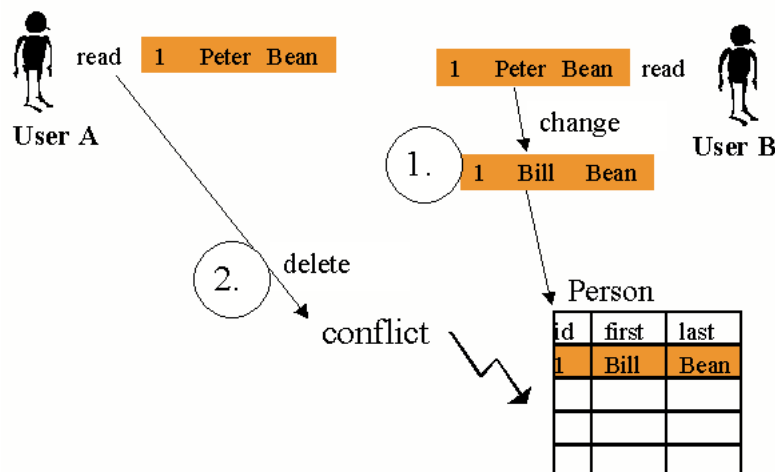 read 1 Peter Bean
User A
1 Peter Bean read
User B
change
1.
1 Bill Bean
2.
delete
conflict
Person
id first last
1 Bill Bean